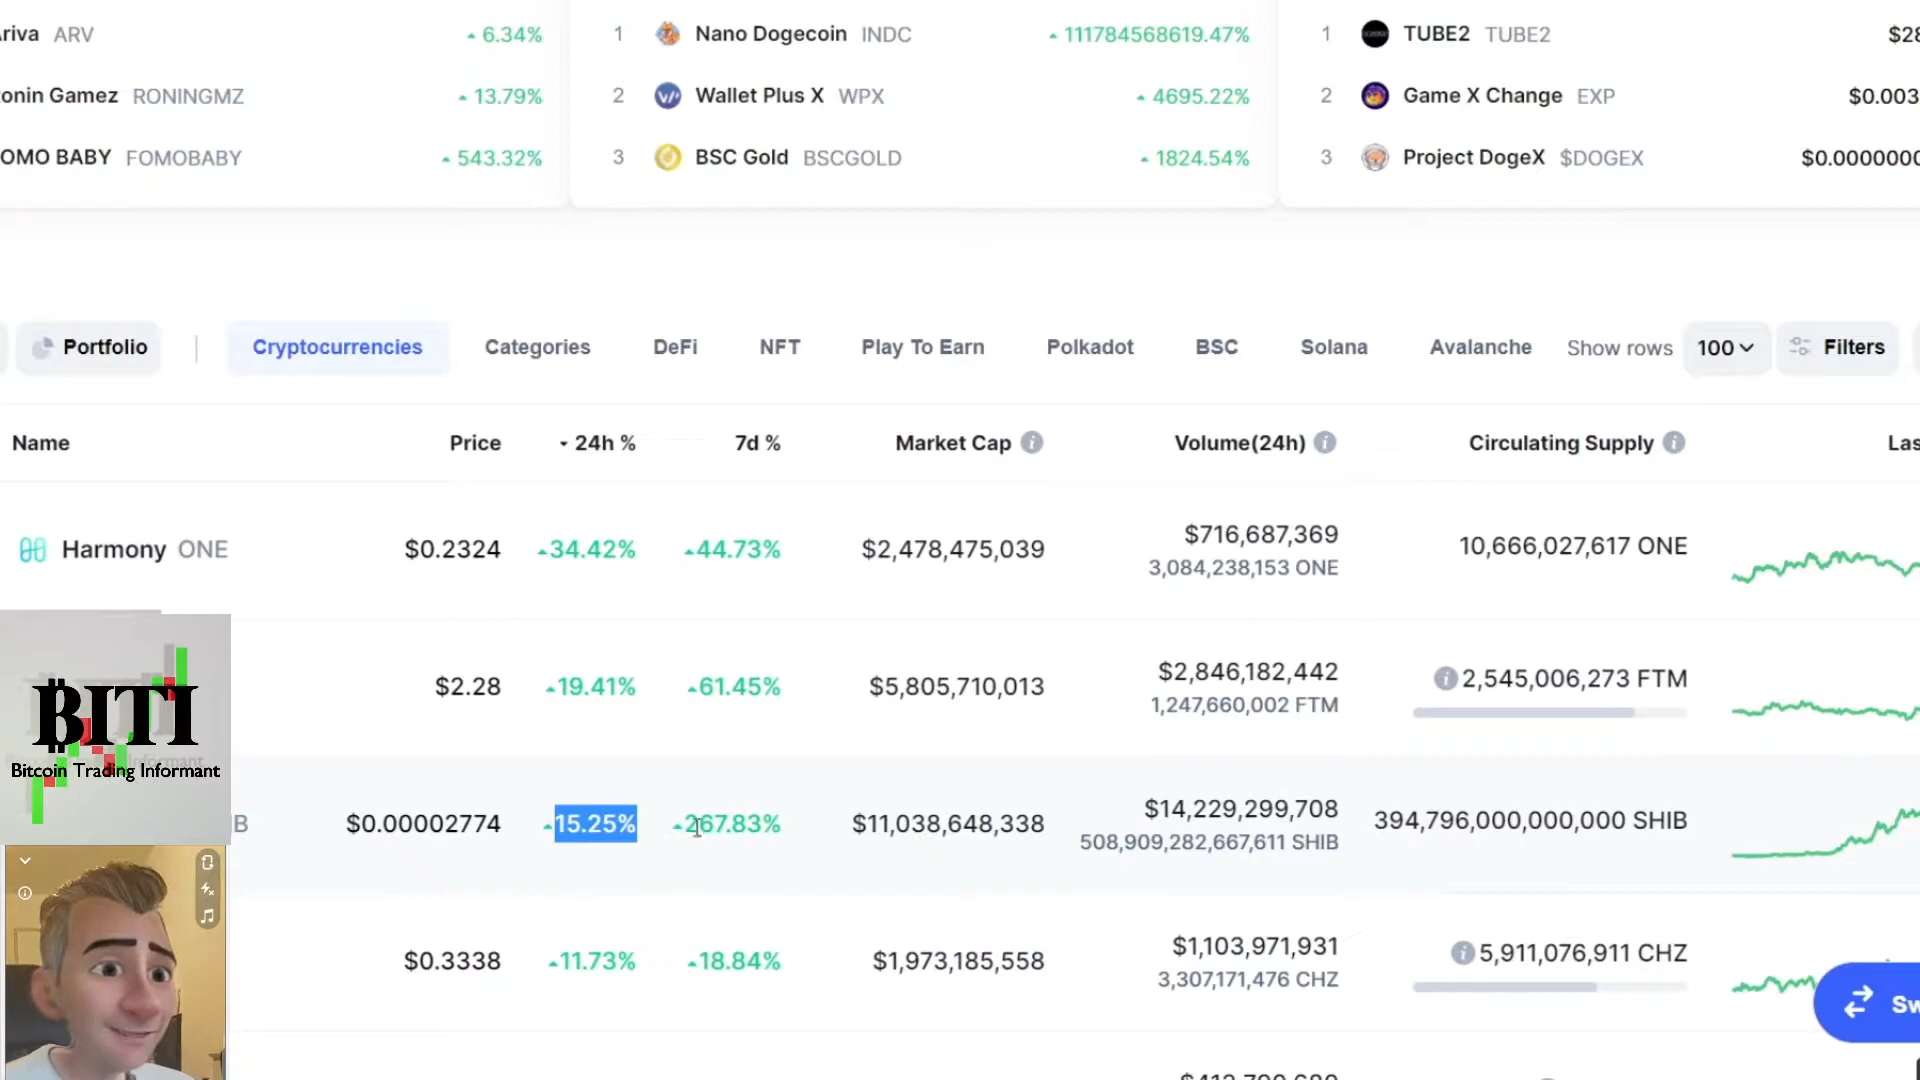 riva ARV 6.34% 1 Nano Dogecoin INDC 111784568619.47% 1 TUBE2 TUBE2 $28
onin Gamez RONINGMZ 13.79% 2 Wallet Plus X WPX 4695.22% 2 Game X Change EXP $0.003
OMO BABY FOMOBABY 543.32% 3 BSC Gold BSCGOLD 1824.54% 3 Project DogeX $DOGEX $0.0000000
Portfolio Cryptocurrencies Categories DeFi NFT Play To Earn Polkadot BSC Solana Avalanche Show rows 100 Filters
Name Price 24h % 7d % Market Cap Volume(24h) Circulating Supply Las
Harmony ONE $0.2324 34.42% 44.73% $2,478,475,039 $716,687,369 10,666,027,617 ONE
3,084,238,153 ONE
$2.28 19.41% 61.45% $5,805,710,013 $2,846,182,442 2,545,006,273 FTM
1,247,660,002 FTM
BITI
Bitcoin Trading Informant
B $0.00002774 15.25% 267.83% $11,038,648,338 $14,229,299,708 394,796,000,000,000 SHIB
508,909,282,667,611 SHIB
$0.3338 11.73% 18.84% $1,973,185,558 $1,103,971,931 5,911,076,911 CHZ
3,307,171,476 CHZ
Sw